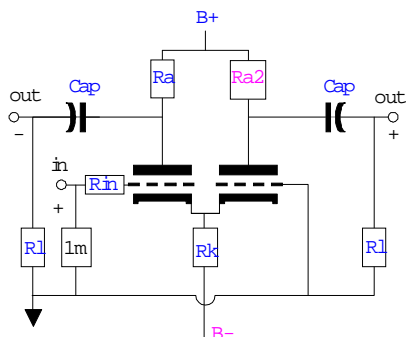 B+
Ra
Ra2
Cap
Cap
out
out
-
+
in
Rin
+
Rl
1m
Rk
Rl
B-